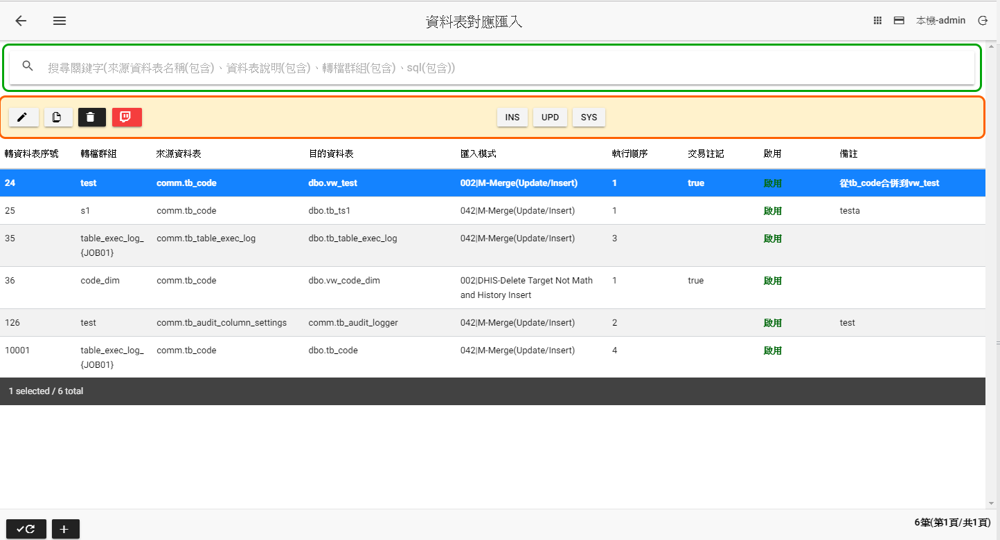 資料表對應匯入
本機-admin
搜尋關鍵字(來源資料表名稱(包含)、資料表說明(包含)、轉檔群組(包含)、sql(包含))
INS UPD SYS
轉資料表序號 轉檔群組 來源資料表 目的資料表 匯入模式 執行順序 交易註記 啟用 備註
24 test comm.tb_code dbo.vw_test 002|M-Merge(Update/Insert) 1 true 啟用 從tb_code合併到vw_test
25 s1 comm.tb_code dbo.tb_ts1 042|M-Merge(Update/Insert) 1 啟用 testa
35 table_exec_log_ comm.tb_table_exec_log dbo.tb_table_exec_log 042|M-Merge(Update/Insert) 3 啟用
{JOB01}
36 code_dim comm.tb_code dbo.vw_code_dim 002|DHIS-Delete Target Not Math 1 true 啟用
and History Insert
126 test comm.tb_audit_column_settings comm.tb_audit_logger 042|M-Merge(Update/Insert) 2 啟用 test
10001 table_exec_log_ comm.tb_code dbo.tb_code 042|M-Merge(Update/Insert) 4 啟用
{JOB01}
1 selected / 6 total
6筆(第1頁/共1頁)